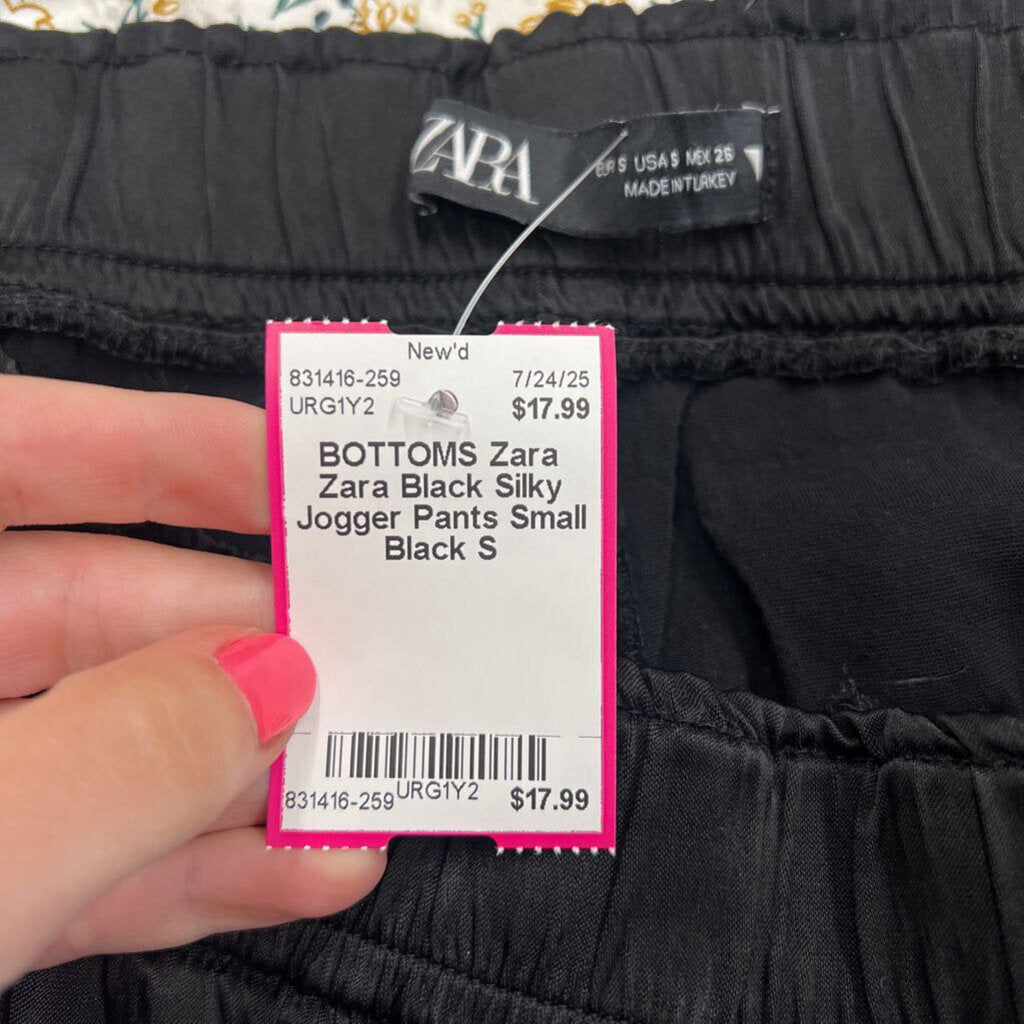 ZARA
EUR S USA S MEX 26
MADE IN TURKEY
New'd
831416-259 7/24/25
URG1Y2 $17.99
BOTTOMS Zara
Zara Black Silky
Jogger Pants Small
Black S
831416-259 URG1Y2 $17.99